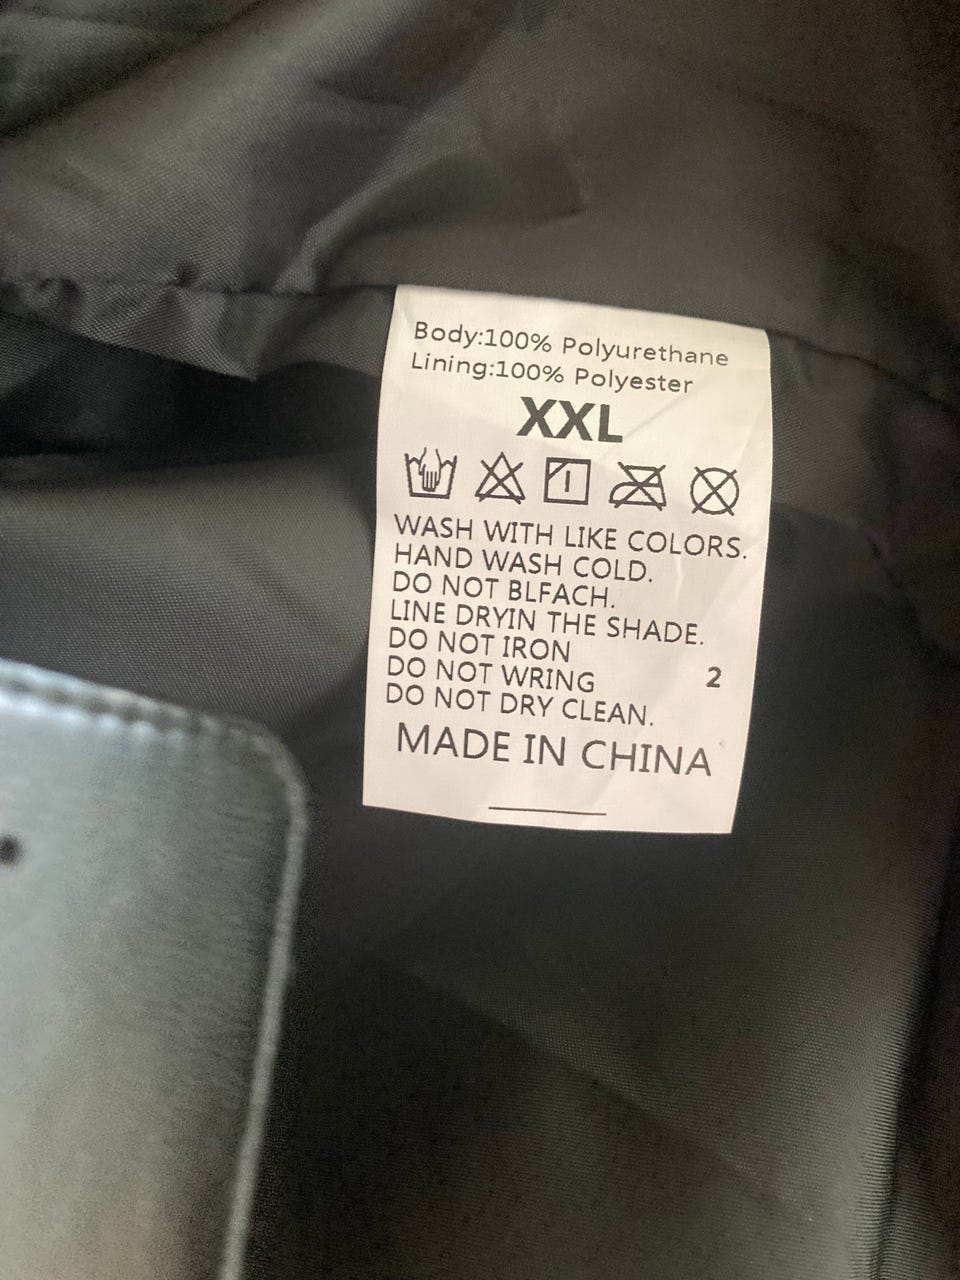 Body:100% Polyurethane
Lining:100% Polyester
XXL
WASH WITH LIKE COLORS.
HAND WASH COLD.
DO NOT BLFACH.
LINE DRYIN THE SHADE.
DO NOT IRON
DO NOT WRING 2
DO NOT DRY CLEAN.
MADE IN CHINA